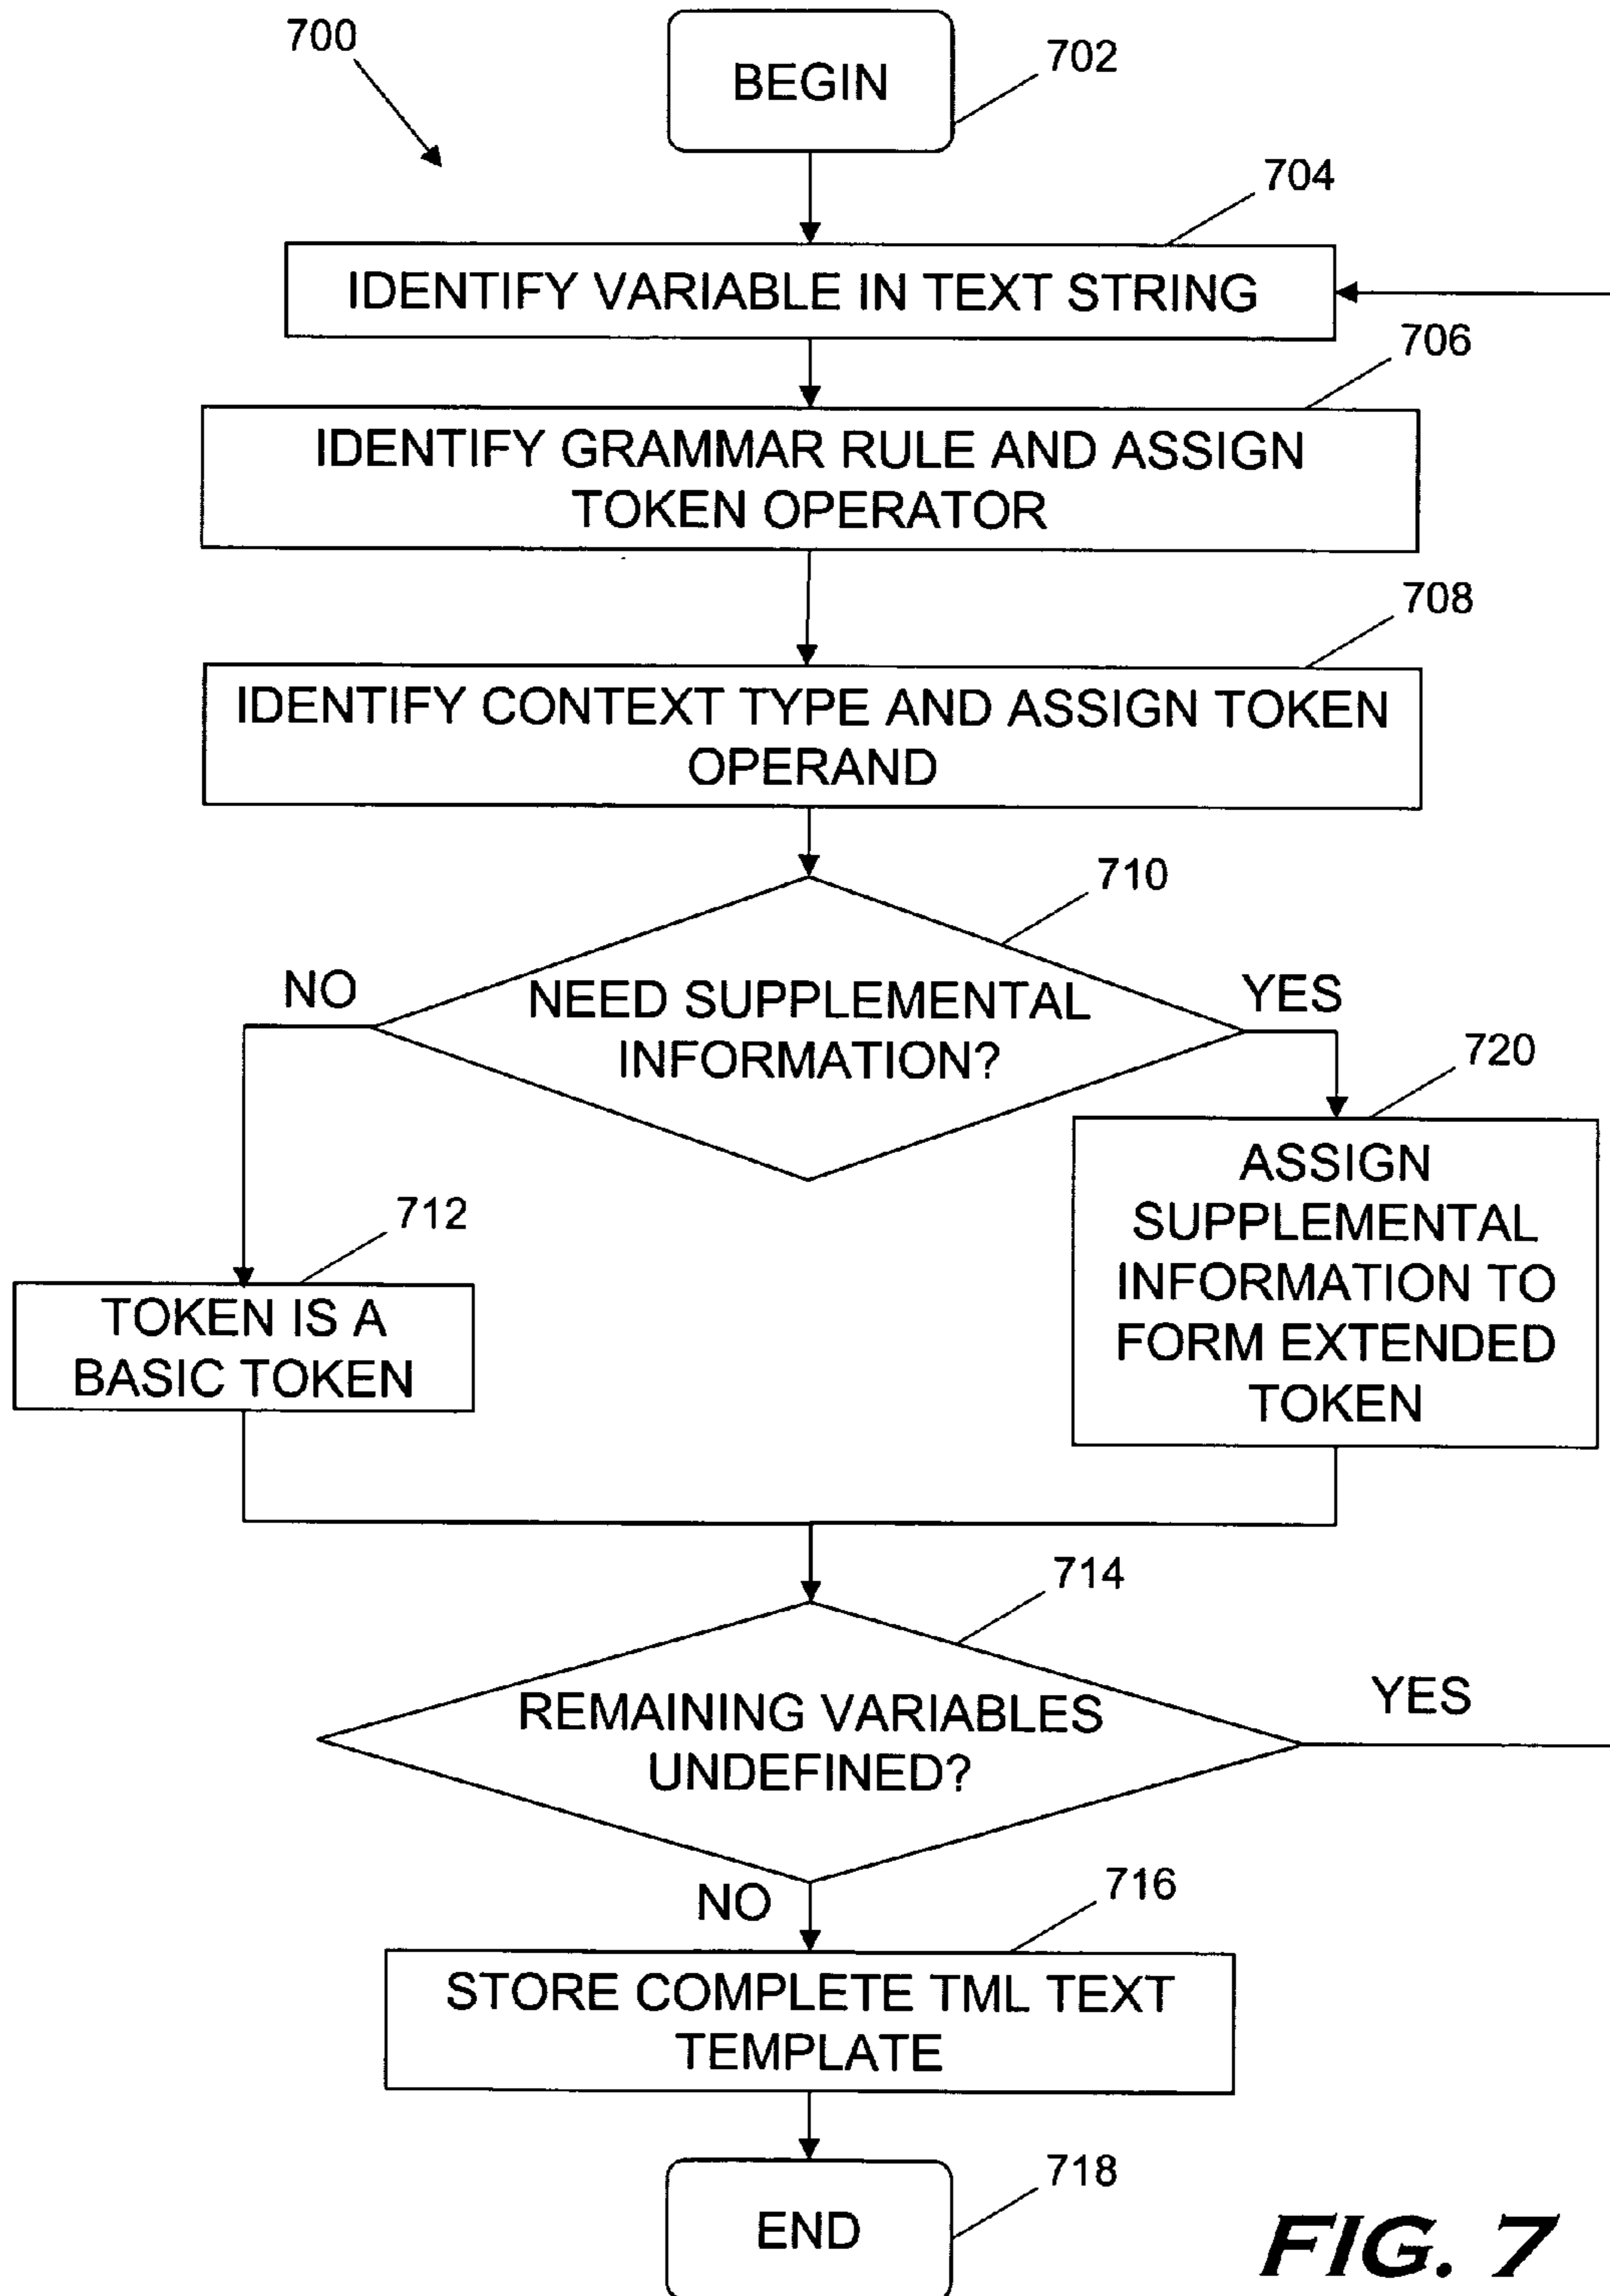 700
BEGIN
702
704
IDENTIFY VARIABLE IN TEXT STRING
706
IDENTIFY GRAMMAR RULE AND ASSIGN
TOKEN OPERATOR
708
IDENTIFY CONTEXT TYPE AND ASSIGN TOKEN
OPERAND
710
NO
NEED SUPPLEMENTAL
INFORMATION?
YES
720
ASSIGN
SUPPLEMENTAL
INFORMATION TO
FORM EXTENDED
TOKEN
712
TOKEN IS A
BASIC TOKEN
714
REMAINING VARIABLES
UNDEFINED?
YES
NO
716
STORE COMPLETE TML TEXT
TEMPLATE
718
END
FIG. 7